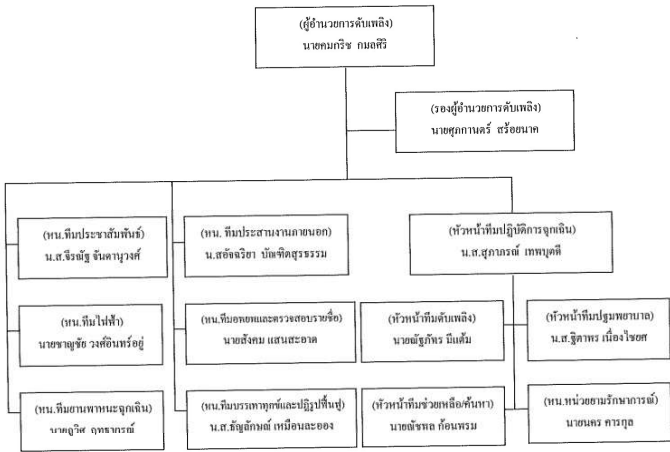 (ผู้อำนวยการดับเพลิง)
นายคมกริช กมลศิริ
(รองผู้อำนวยการดับเพลิง)
นายศุภกานตร์ สร้อยนาค
(หน.ทีมประชาสัมพันธ์)
น.ส.จิรณัฐ จันดานุวงศ์
(หน. ทีมประสานงานภายนอก)
น.สอัจฉริยา บัณฑิตสุรธรรม
(หัวหน้าทีมปฏิบัติการฉุกเฉิน)
น.ส.สุภาภรณ์ เทพบุตดี
(หน.ทีมไฟฟ้า)
นายชาญชัย วงศ์อินทร์อยู่
(หน.ทีมอพยพและตรวจสอบรายชื่อ)
นายสังคม แสนสะอาด
(หัวหน้าทีมดับเพลิง)
นายณัฐภัทร มีแต้ม
(หัวหน้าทีมปฐมพยาบาล)
น.ส.ฐิตาพร เนื่องไชยศ
(หน.ทีมยานพาหนะฉุกเฉิน)
(หน.ทีมบรรเทาทุกข์และปฏิรูปฟื้นฟู)
น.ส.ธัญลักษณ์ เหมือนละออง
(หัวหน้าทีมช่วยเหลือ/ค้นหา)
นายณัชพล ก้อนพรม
(หน.หน่วยยามรักษาการณ์)
นายนคร คารกุล